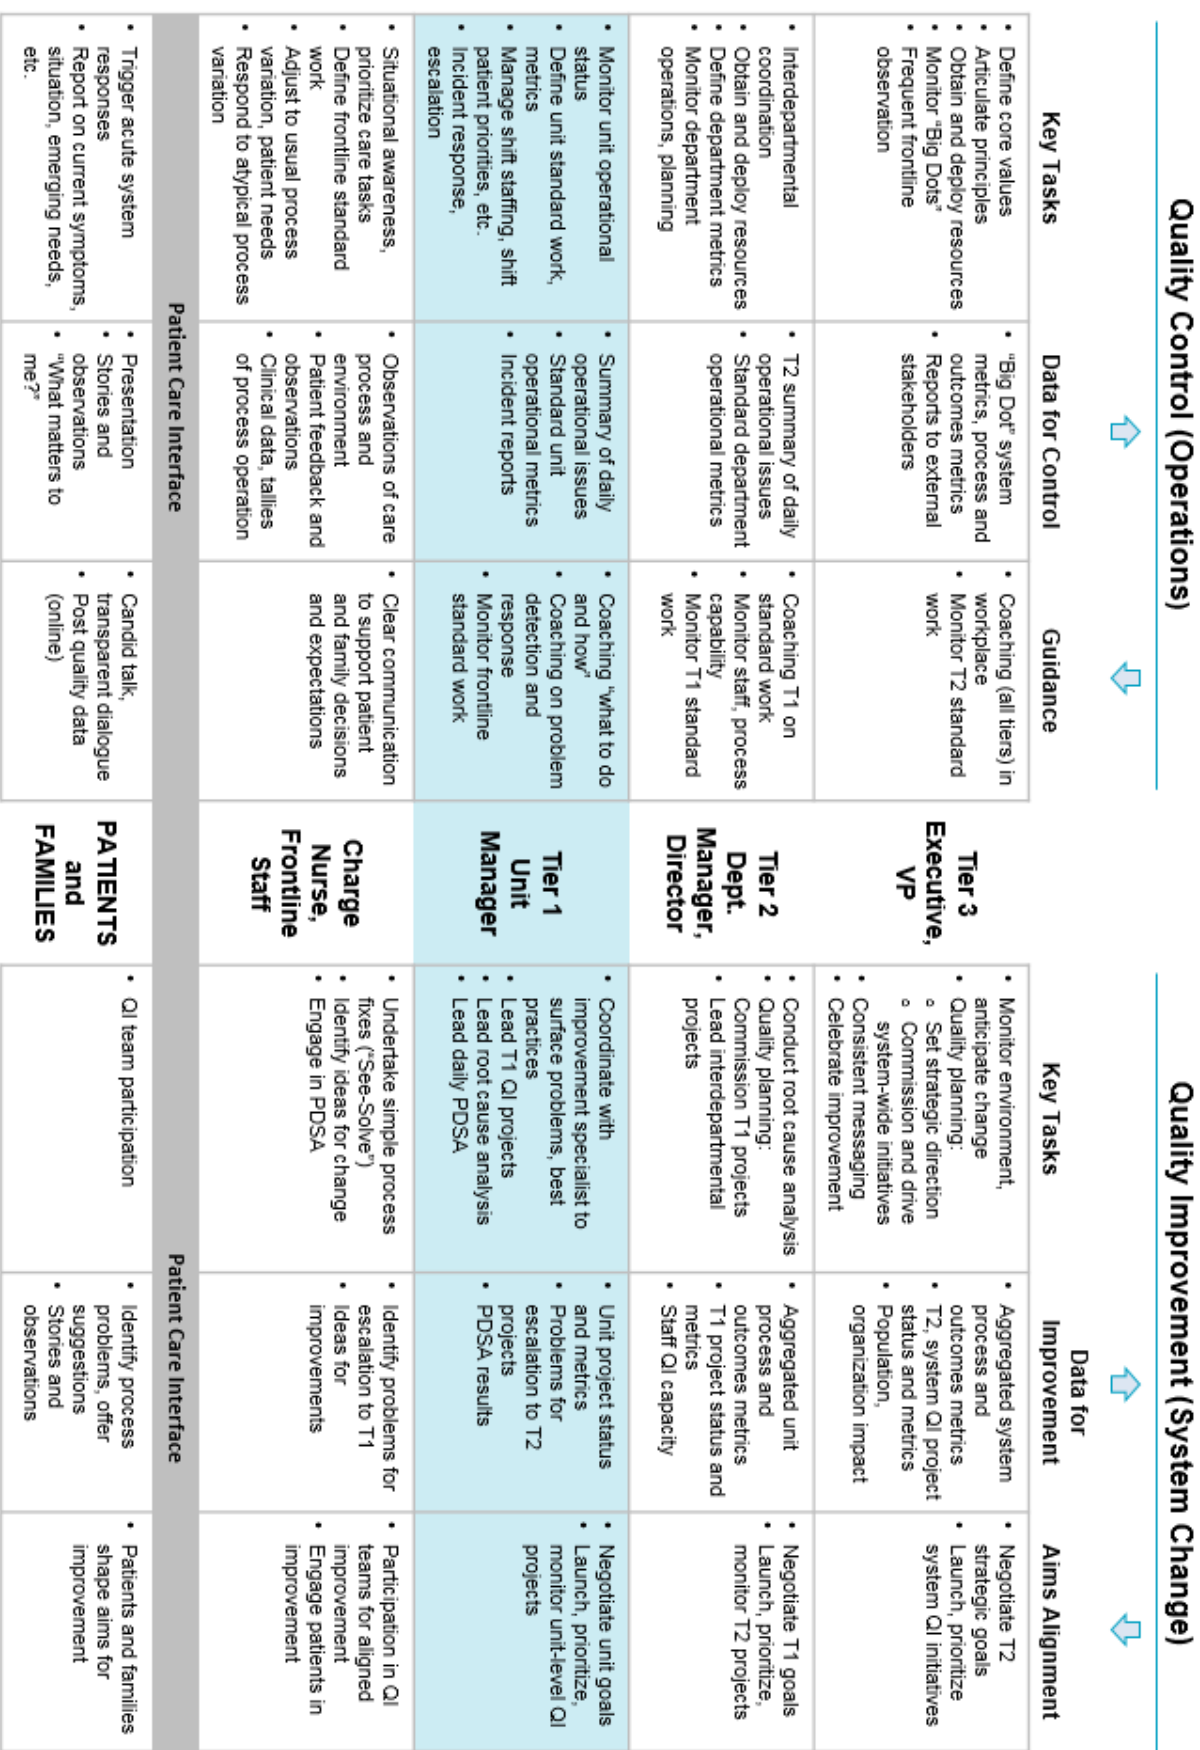 Quality Control (Operations)
Quality Improvement (System Change)
Key Tasks
Data for Control
Guidance
Key Tasks
Data for
Improvement
Aims Alignment
• Define core values
• Articulate principles
• Obtain and deploy resources
• Monitor “Big Dots”
• Frequent frontline
observation
• “Big Dot” system
metrics, process and
outcomes metrics
• Reports to external
stakeholders
• Coaching (all tiers) in
workplace
• Monitor T2 standard
work
Tier 3
Executive,
VP
• Monitor environment,
anticipate change
• Quality planning:
o Set strategic direction
o Commission and drive
system-wide initiatives
• Consistent messaging
• Celebrate improvement
• Aggregated system
process and
outcomes metrics
• T2, system QI project
status and metrics
• Population,
organization impact
• Negotiate T2
strategic goals
• Launch, prioritize
system QI initiatives
• Interdepartmental
coordination
• Obtain and deploy resources
• Define department metrics
• Monitor department
operations, planning
• T2 summary of daily
operational issues
• Standard department
operational metrics
• Coaching T1 on
standard work
• Monitor staff, process
capability
• Monitor T1 standard
work
Tier 2
Dept.
Manager,
Director
• Conduct root cause analysis
• Quality planning:
Commission T1 projects
• Lead interdepartmental
projects
• Aggregated unit
process and
outcomes metrics
• T1 project status and
metrics
• Staff QI capacity
• Negotiate T1 goals
• Launch, prioritize,
monitor T2 projects
• Monitor unit operational
status
• Define unit standard work,
metrics
• Manage shift staffing, shift
patient priorities, etc.
• Incident response,
escalation
• Summary of daily
operational issues
• Standard unit
operational metrics
• Incident reports
• Coaching “what to do
and how”
• Coaching on problem
detection and
response
• Monitor frontline
standard work
Tier 1
Unit
Manager
• Coordinate with
improvement specialist to
surface problems, best
practices
• Lead T1 QI projects
• Lead root cause analysis
• Lead daily PDSA
• Unit project status
and metrics
• Problems for
escalation to T2
projects
• PDSA results
• Negotiate unit goals
• Launch, prioritize,
monitor unit-level QI
projects
• Situational awareness,
prioritize care tasks
• Define frontline standard
work
• Adjust to usual process
variation, patient needs
• Respond to atypical process
variation
• Observations of care
process and
environment
• Patient feedback and
observations
• Clinical data, tallies
of process operation
• Clear communication
to support patient
and family decisions
and expectations
Charge
Nurse,
Frontline
Staff
• Undertake simple process
fixes (“See-Solve”)
• Identify ideas for change
• Engage in PDSA
• Identify problems for
escalation to T1
• Ideas for
improvements
• Participation in QI
teams for aligned
improvement
• Engage patients in
improvement
Patient Care Interface
Patient Care Interface
• Trigger acute system
responses
• Report on current symptoms,
situation, emerging needs,
etc.
• Presentation
• Stories and
observations
• “What matters to
me?”
• Candid talk,
transparent dialogue
• Post quality data
(online)
PATIENTS
and
FAMILIES
• QI team participation
• Identify process
problems, offer
suggestions
• Stories and
observations
• Patients and families
shape aims for
improvement